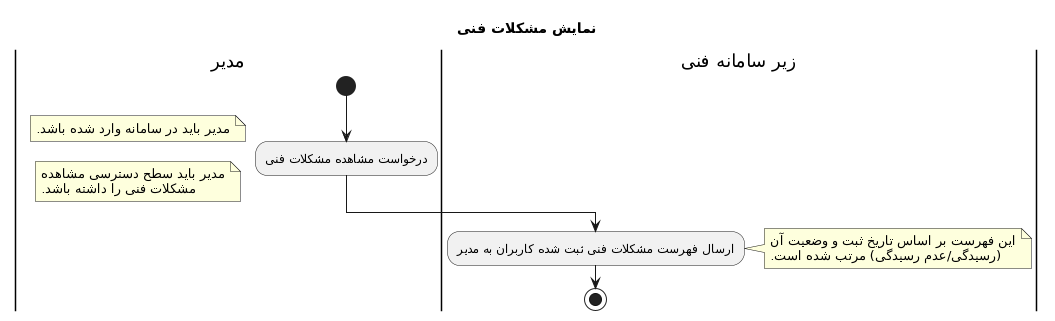 نمایش مشکلات فنی
مدیر
زیر سامانه فنی
مدیر باید در سامانه وارد شده باشد.
درخواست مشاهده مشکلات فنی
مدیر باید سطح دسترسی مشاهده
مشکلات فنی را داشته باشد.
ارسال فهرست مشکلات فنی ثبت شده کاربران به مدیر
این فهرست بر اساس تاریخ ثبت و وضعیت آن
(رسیدگی/عدم رسیدگی) مرتب شده است.